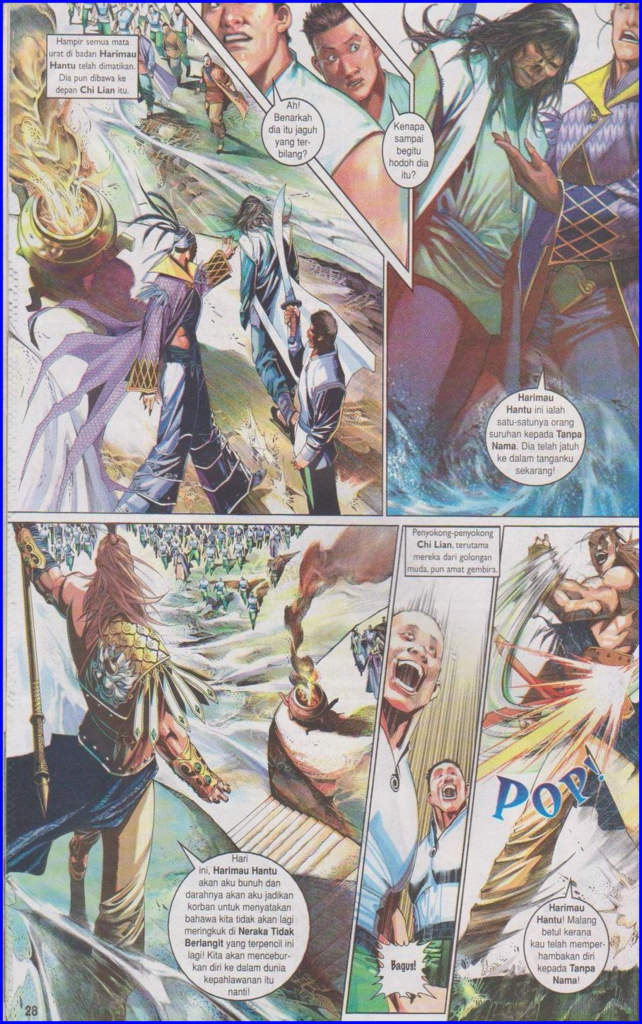 Hampir semua mata
urat di badan Harimau
Hantu telah dimatikan.
Dia pun dibawa ke
depan Chi Lian itu.
Ah!
Benarkah
dia itu jaguh
yang ter-
bilang?
Kenapa
sampai
begitu
hodoh dia
itu?
Harimau
Hantu ini ialah
satu-satunya orang
suruhan kepada Tanpa
Nama. Dia telah jatuh
ke dalam tanganku
sekarang!
Hari
ini, Harimau Hantu
akan aku bunuh dan
darahnya akan aku jadikan
korban untuk menyatakan
bahawa kita tidak akan lagi
meringkuk di Neraka Tidak
Berlangit yang terpencil ini
lagi! Kita akan mencebur-
kan diri ke dalam dunia
kepahlawanan itu
nanti!
Penyokong-penyokong
Chi Lian, terutama
mereka dari golongan
muda, pun amat gembira.
Bagus!
POP!
Harimau
Hantu! Malang
betul kerana
kau telah memper-
hambakan diri
kepada Tanpa
Nama!
28